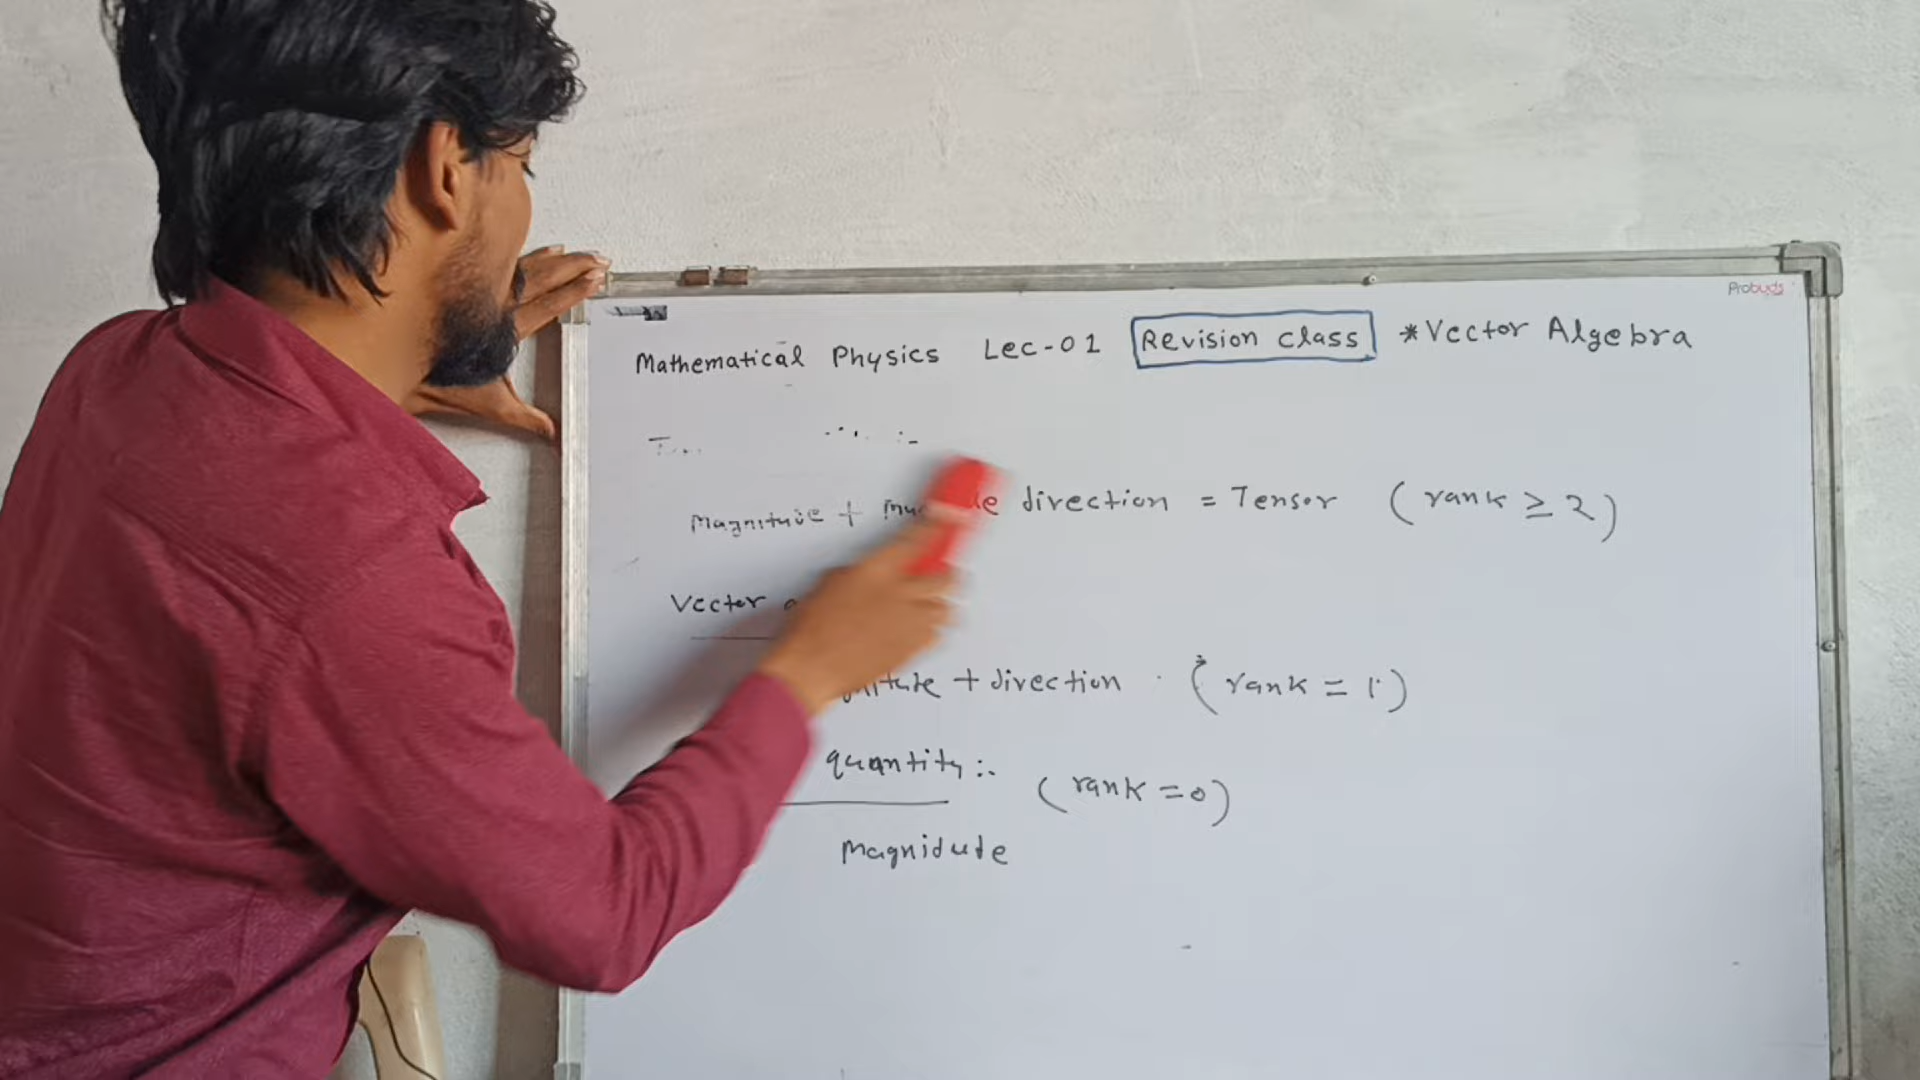 Probuds
Mathematical Physics Lec-01 Revision class *Vector Algebra
Magnitude + direction = Tensor (rank ≥ 2)
Vector
+ direction (rank = 1)
quantity:-
(rank = 0)
Magnidude